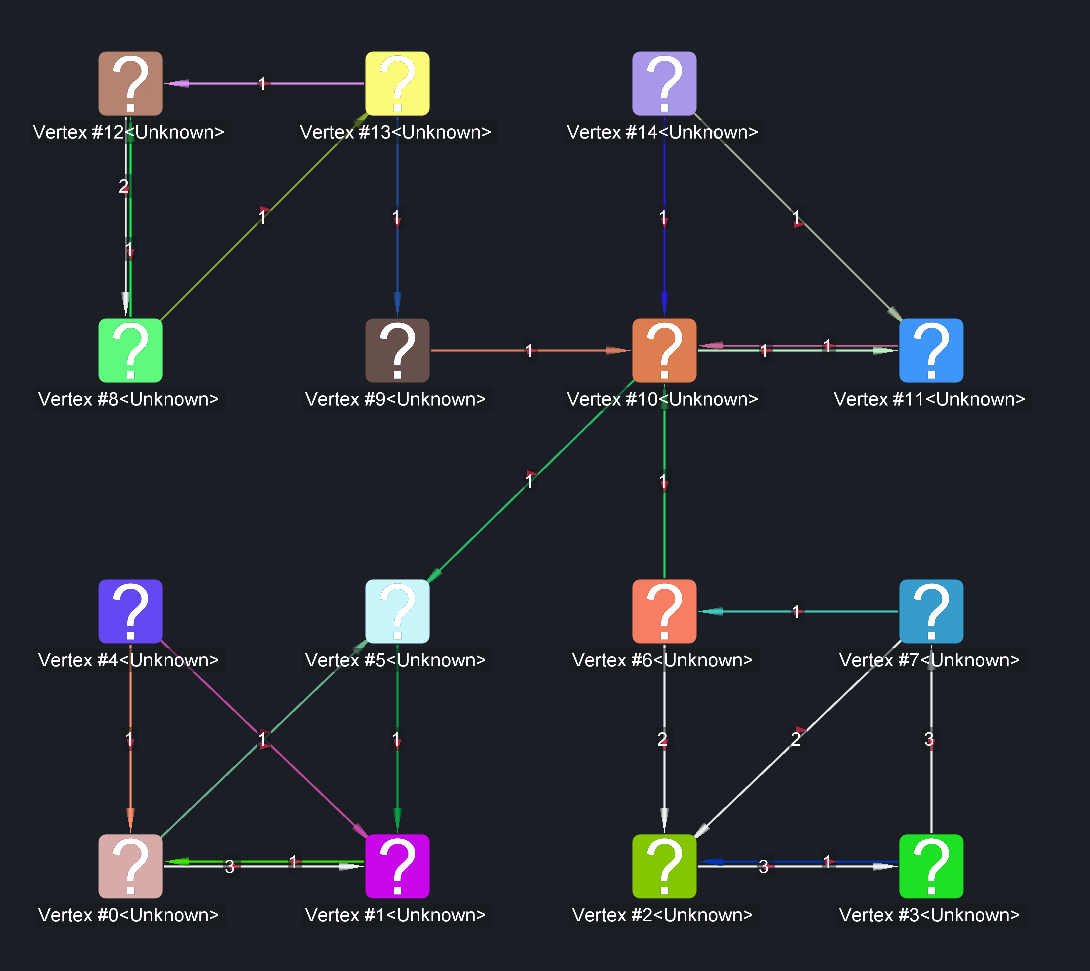 ? ? ?
1
Vertex #12<Unknown> Vertex #13<Unknown> Vertex #14<Unknown>
2
1 1 1 1
1
? ? ? ?
1 1 1
Vertex #8<Unknown> Vertex #9<Unknown> Vertex #10<Unknown> Vertex #11<Unknown>
1 1
? ? ? ?
1
Vertex #4<Unknown> Vertex #5<Unknown> Vertex #6<Unknown> Vertex #7<Unknown>
1 1 1 2 2 3
? ? ? ?
3 1 3 1
Vertex #0<Unknown> Vertex #1<Unknown> Vertex #2<Unknown> Vertex #3<Unknown>